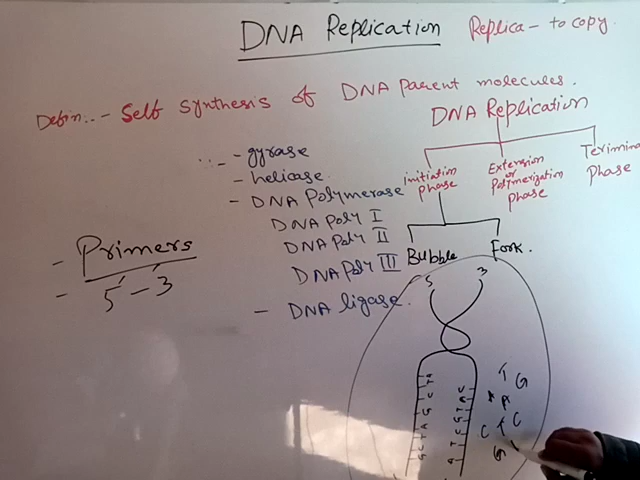 DNA Replication Replica - to copy.
Defin..- Self synthesis of DNA Parent molecules.
DNA Replication
initiation phase
Extension or Polymerization phase
Termina
phase
Bubble
Fork.
- gyrase
- helicase
- DNA Polymerase
DNA Poly I
DNA Poly II
DNA Poly III
- DNA ligase
- Primers
- 5' - 3'
5 3
T G
A
C T C
G